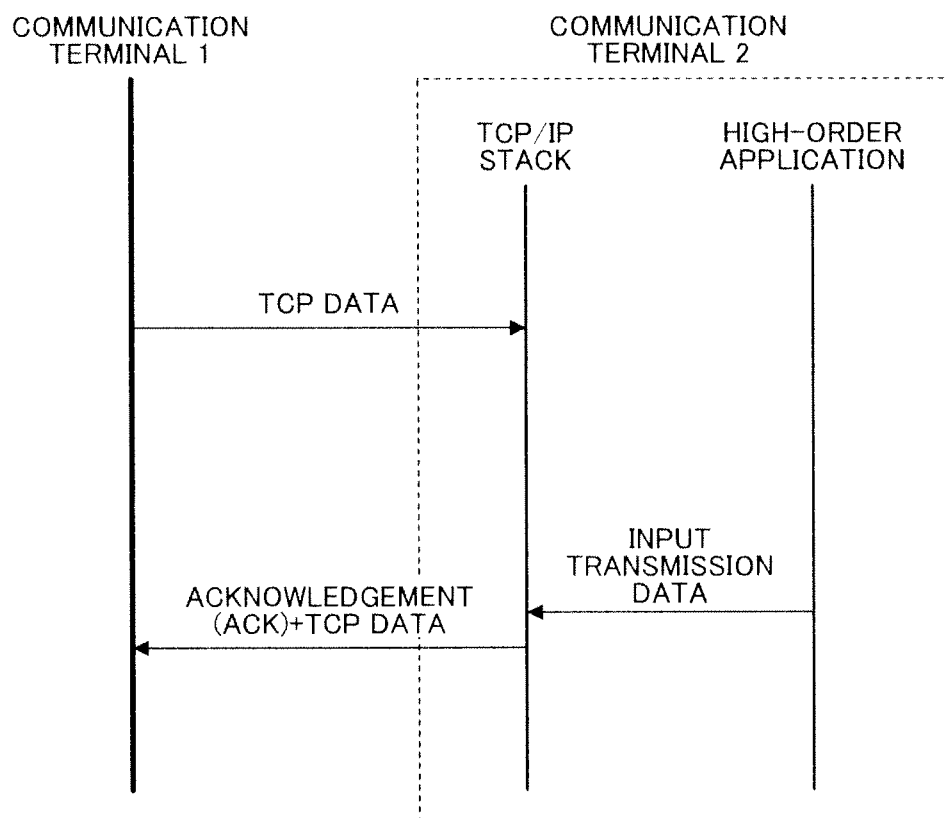 COMMUNICATION
TERMINAL 1
COMMUNICATION
TERMINAL 2
TCP/IP
STACK
HIGH-ORDER
APPLICATION
TCP DATA
INPUT
TRANSMISSION
DATA
ACKNOWLEDGEMENT
(ACK)+TCP DATA